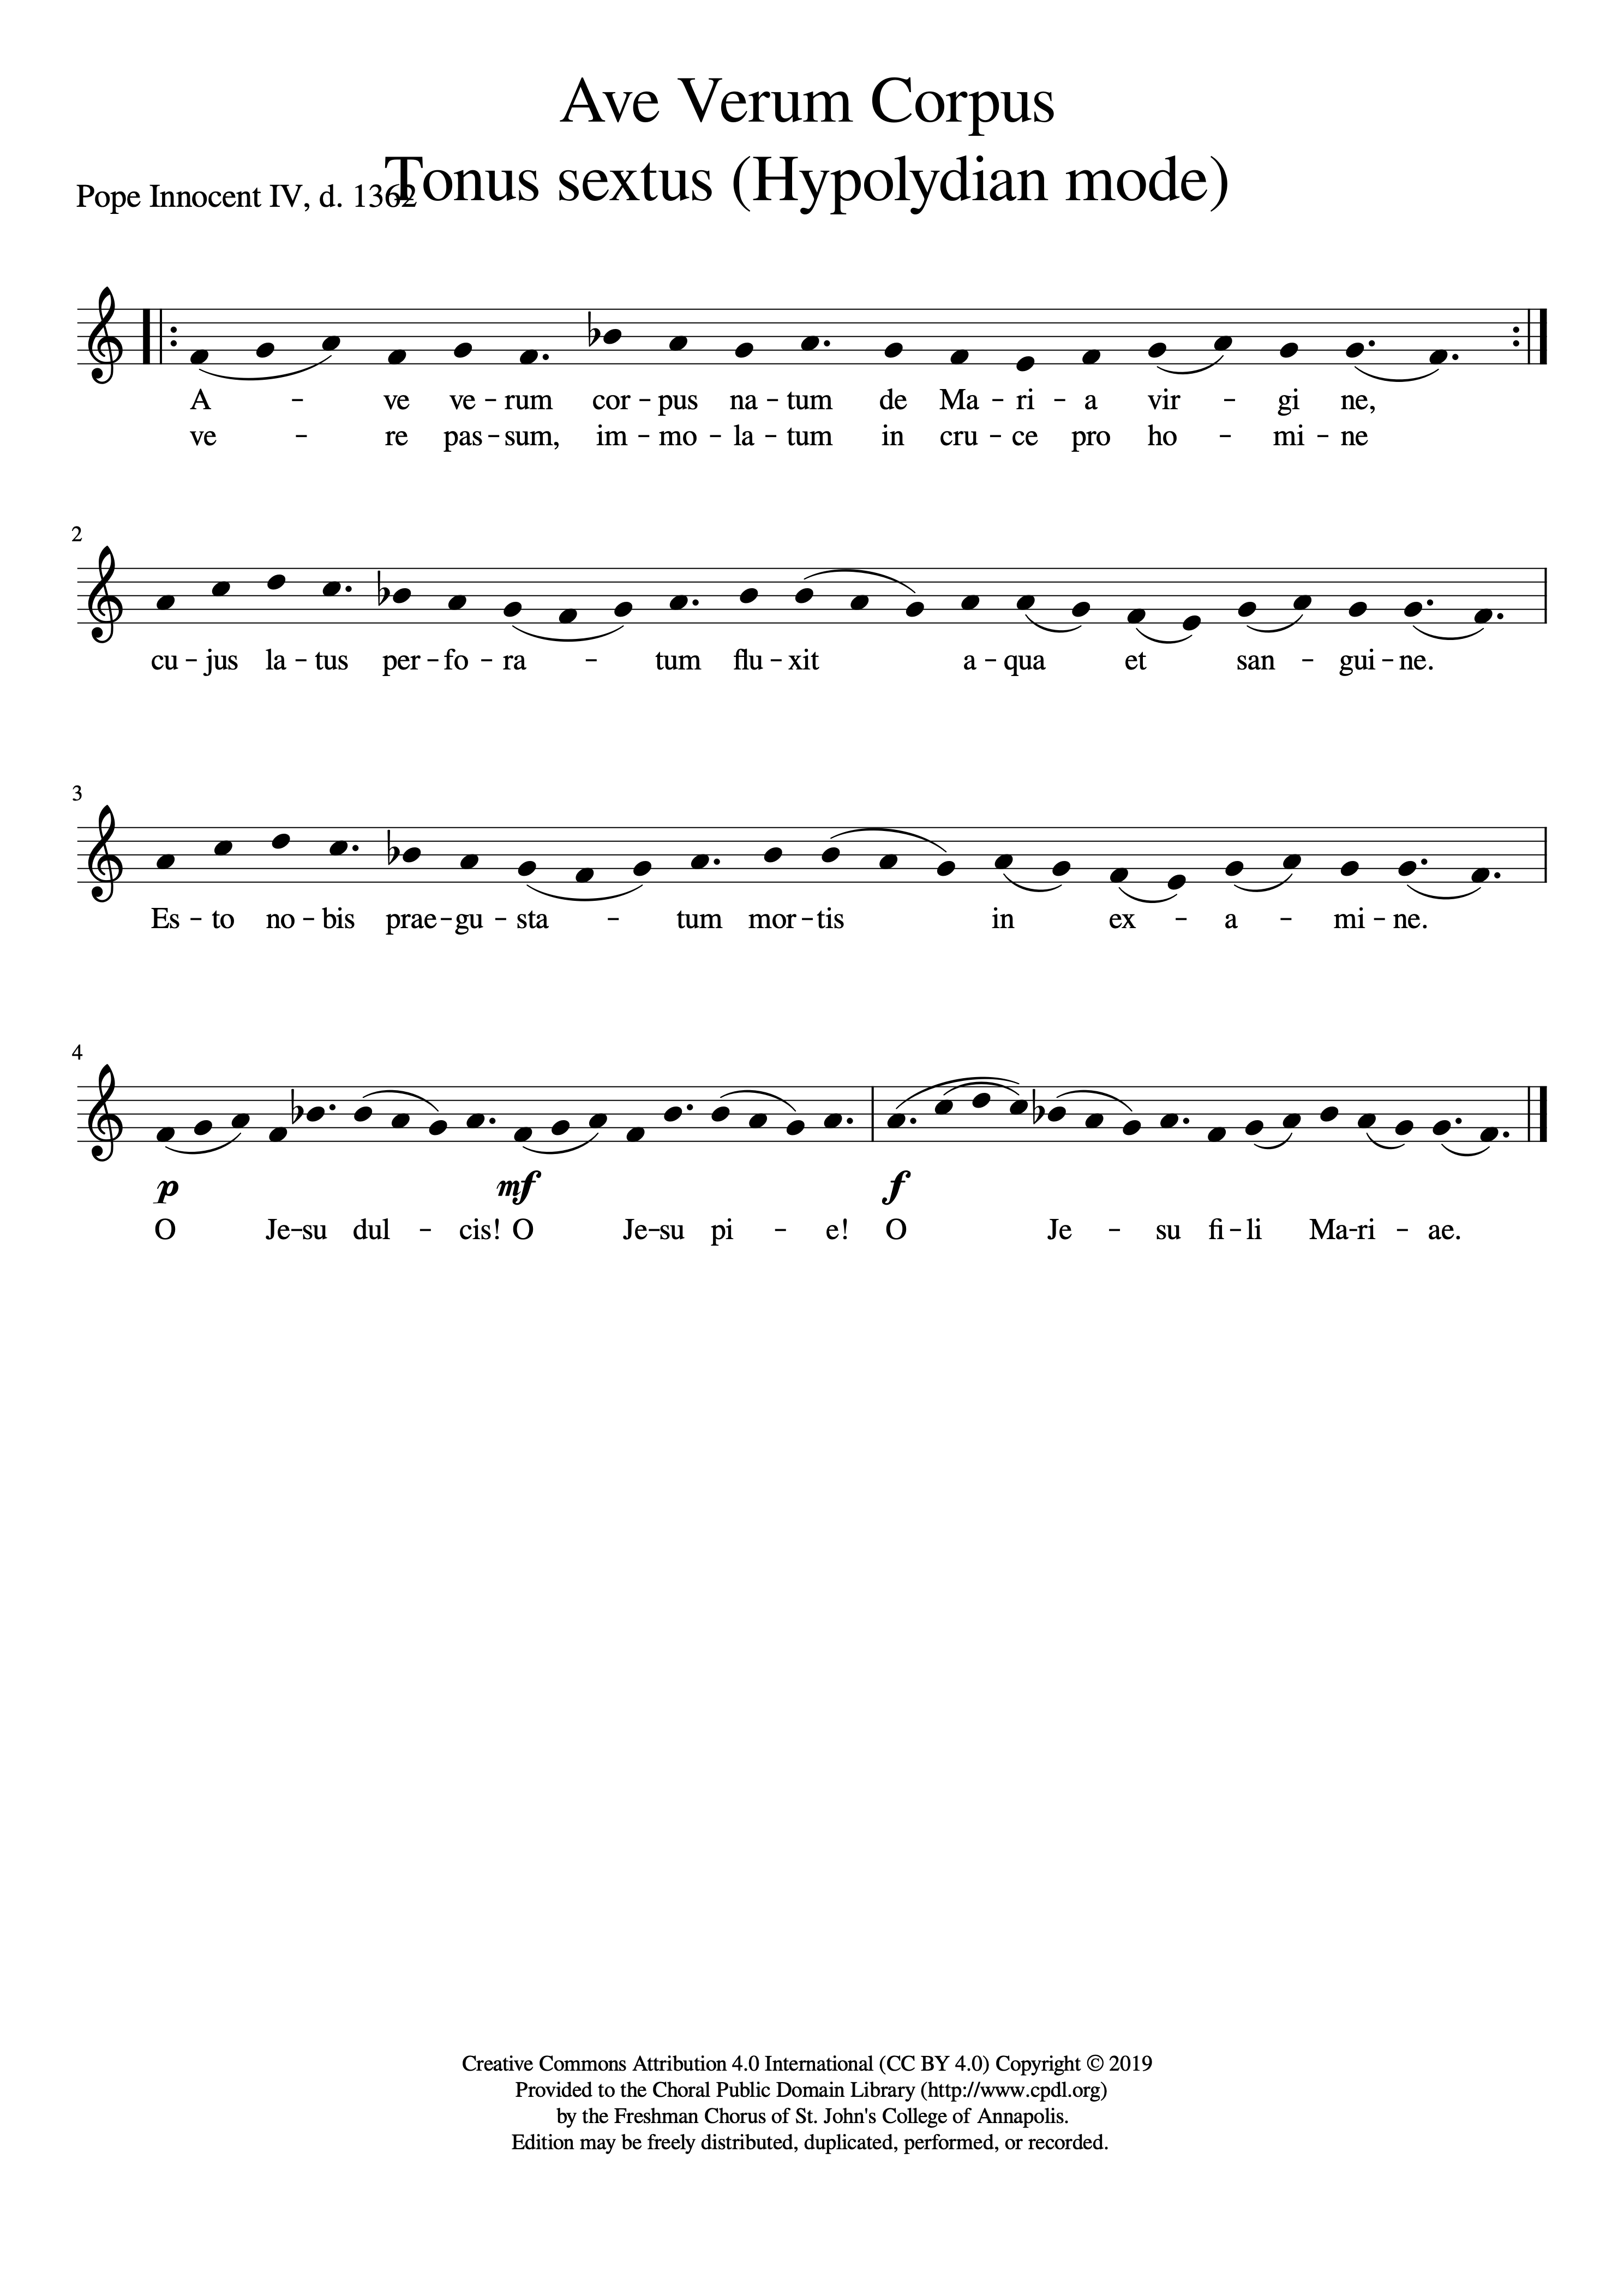 Ave Verum Corpus
Tonus sextus (Hypolydian mode)
Pope Innocent IV, d. 1362
A - ve ve - rum cor - pus na - tum de Ma - ri - a vir - gi ne,
ve - re pas - sum, im - mo - la - tum in cru - ce pro ho - mi - ne
2
cu - jus la - tus per - fo - ra - tum flu - xit a - qua et san - gui - ne.
3
Es - to no - bis prae - gu - sta - tum mor - tis in ex - a - mi - ne.
4
p mf f
O Je - su dul - cis! O Je - su pi - e! O Je - su fi - li Ma - ri - ae.
Creative Commons Attribution 4.0 International (CC BY 4.0) Copyright © 2019
Provided to the Choral Public Domain Library (http://www.cpdl.org)
by the Freshman Chorus of St. John's College of Annapolis.
Edition may be freely distributed, duplicated, performed, or recorded.